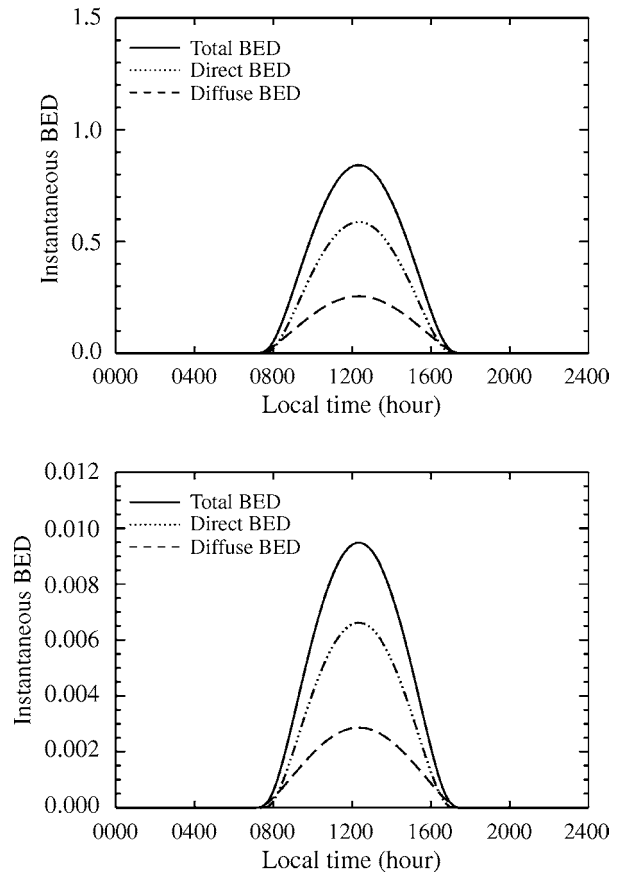 1.5
Total BED
Direct BED
Diffuse BED
1.0
0.5
0.0
Instantaneous BED
0000 0400 0800 1200 1600 2000 2400
Local time (hour)
0.012
Total BED
Direct BED
Diffuse BED
0.010
0.008
0.006
0.004
0.002
0.000
Instantaneous BED
0000 0400 0800 1200 1600 2000 2400
Local time (hour)